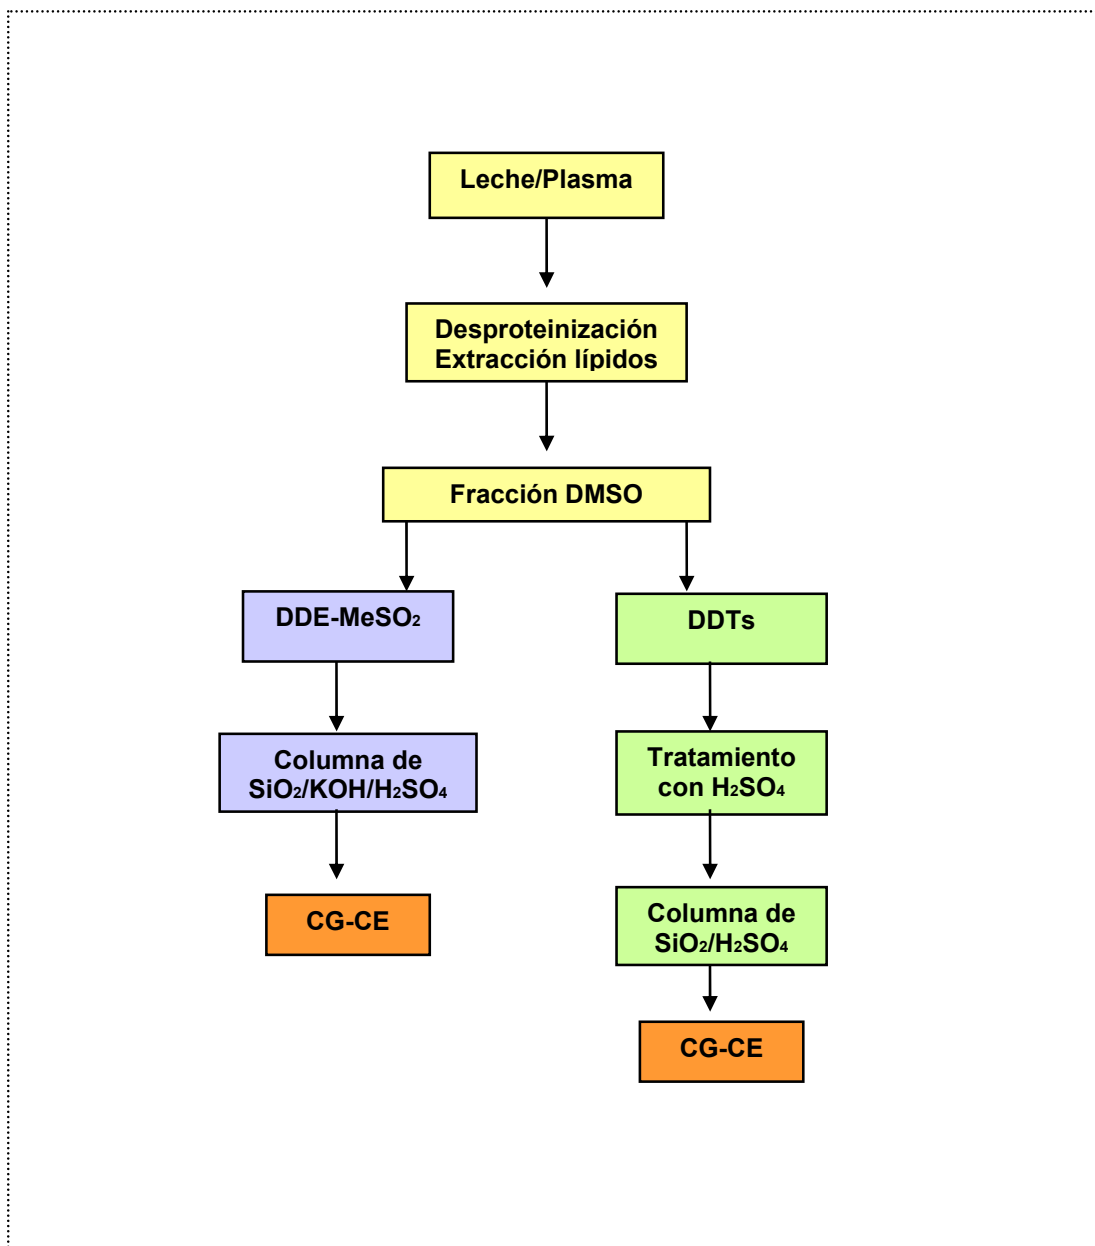 Leche/Plasma
Desproteinización
Extracción lípidos
Fracción DMSO
DDE-MeSO₂
Columna de
SiO₂/KOH/H₂SO₄
CG-CE
DDTs
Tratamiento
con H₂SO₄
Columna de
SiO₂/H₂SO₄
CG-CE